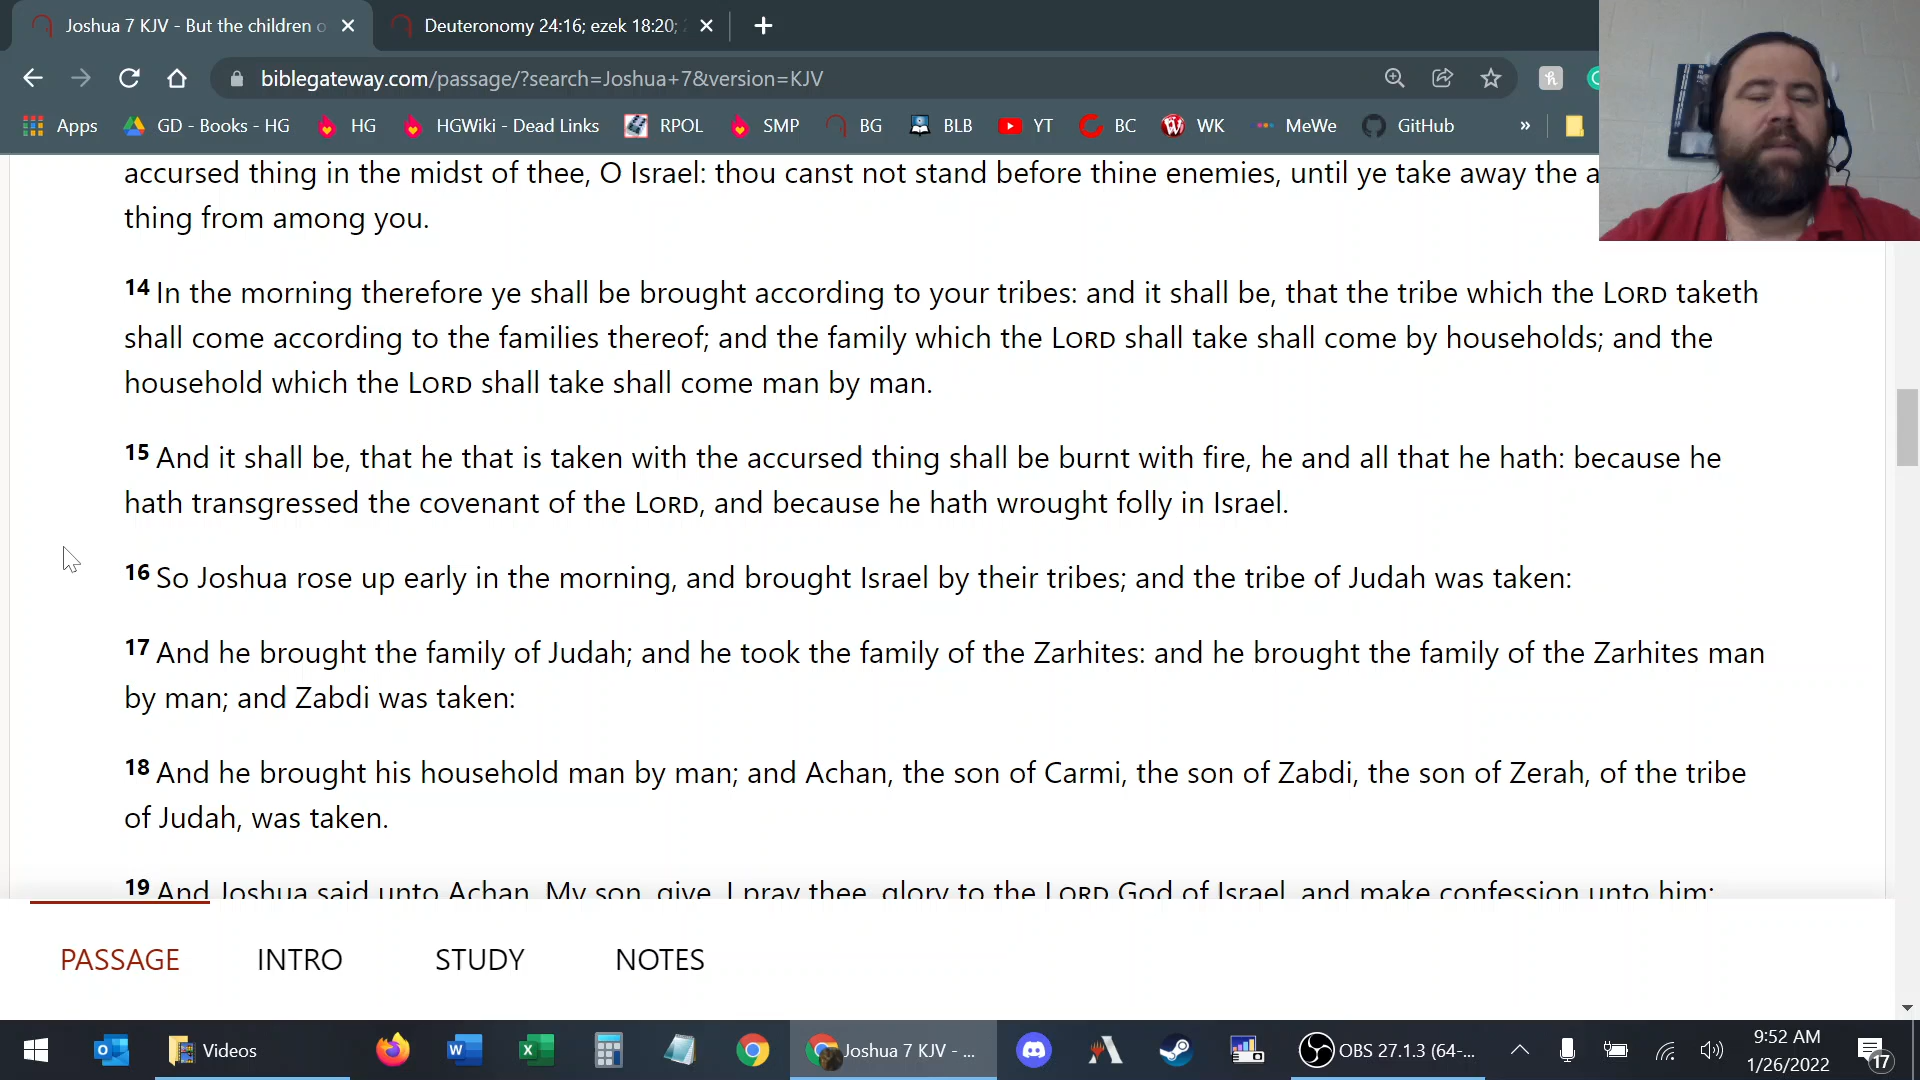 Joshua 7 KJV - But the children o
Deuteronomy 24:16; ezek 18:20;
biblegateway.com/passage/?search=Joshua+7&version=KJV
Apps GD - Books - HG HG HGWiki - Dead Links RPOL SMP BG BLB YT BC WK MeWe GitHub »
accursed thing in the midst of thee, O Israel: thou canst not stand before thine enemies, until ye take away the a
thing from among you.
14 In the morning therefore ye shall be brought according to your tribes: and it shall be, that the tribe which the LORD taketh
shall come according to the families thereof; and the family which the LORD shall take shall come by households; and the
household which the LORD shall take shall come man by man.
15 And it shall be, that he that is taken with the accursed thing shall be burnt with fire, he and all that he hath: because he
hath transgressed the covenant of the LORD, and because he hath wrought folly in Israel.
16 So Joshua rose up early in the morning, and brought Israel by their tribes; and the tribe of Judah was taken:
17 And he brought the family of Judah; and he took the family of the Zarhites: and he brought the family of the Zarhites man
by man; and Zabdi was taken:
18 And he brought his household man by man; and Achan, the son of Carmi, the son of Zabdi, the son of Zerah, of the tribe
of Judah, was taken.
19 And Joshua said unto Achan, My son, give, I pray thee, glory to the LORD God of Israel, and make confession unto him;
PASSAGE INTRO STUDY NOTES
Videos
Joshua 7 KJV - ...
OBS 27.1.3 (64-...
9:52 AM
1/26/2022
17